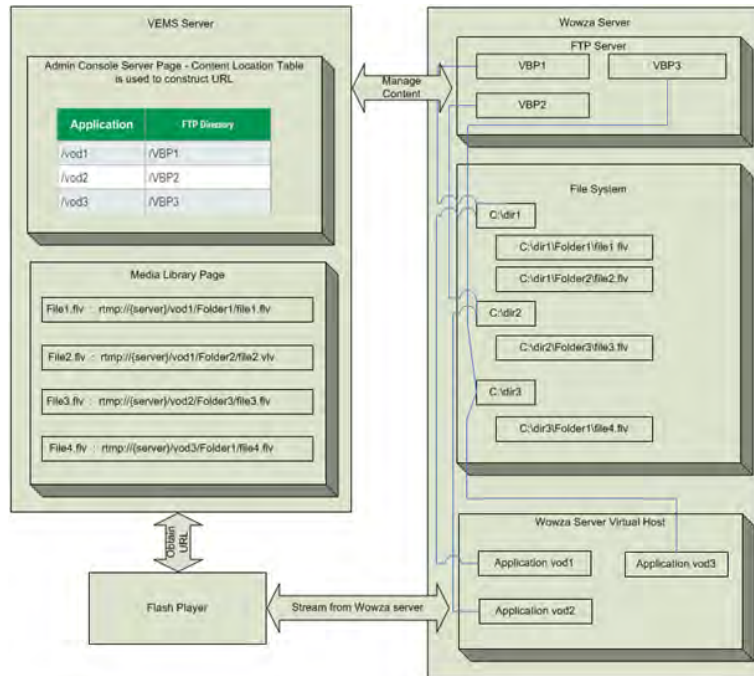 VEMS Server
Admin Console Server Page - Content Location Table
is used to construct URL
Application FTP Directory
/vod1 /VBP1
/vod2 /VBP2
/vod3 /VBP3
Media Library Page
File1.flv : rtmp://{server}/vod1/Folder1/file1.flv
File2.flv : rtmp://{server}/vod1/Folder2/file2.vlv
File3.flv : rtmp://{server}/vod2/Folder3/file3.flv
File4.flv : rtmp://{server}/vod3/Folder1/file4.flv
Obtain
URL
Flash Player
Manage
Content
Stream from Wowza server
Wowza Server
FTP Server
VBP1
VBP3
VBP2
File System
C:\dir1
C:\dir1\Folder1\file1.flv
C:\dir1\Folder2\file2.flv
C:\dir2
C:\dir2\Folder3\file3.flv
C:\dir3
C:\dir3\Folder1\file4.flv
Wowza Server Virtual Host
Application vod1
Application vod3
Application vod2